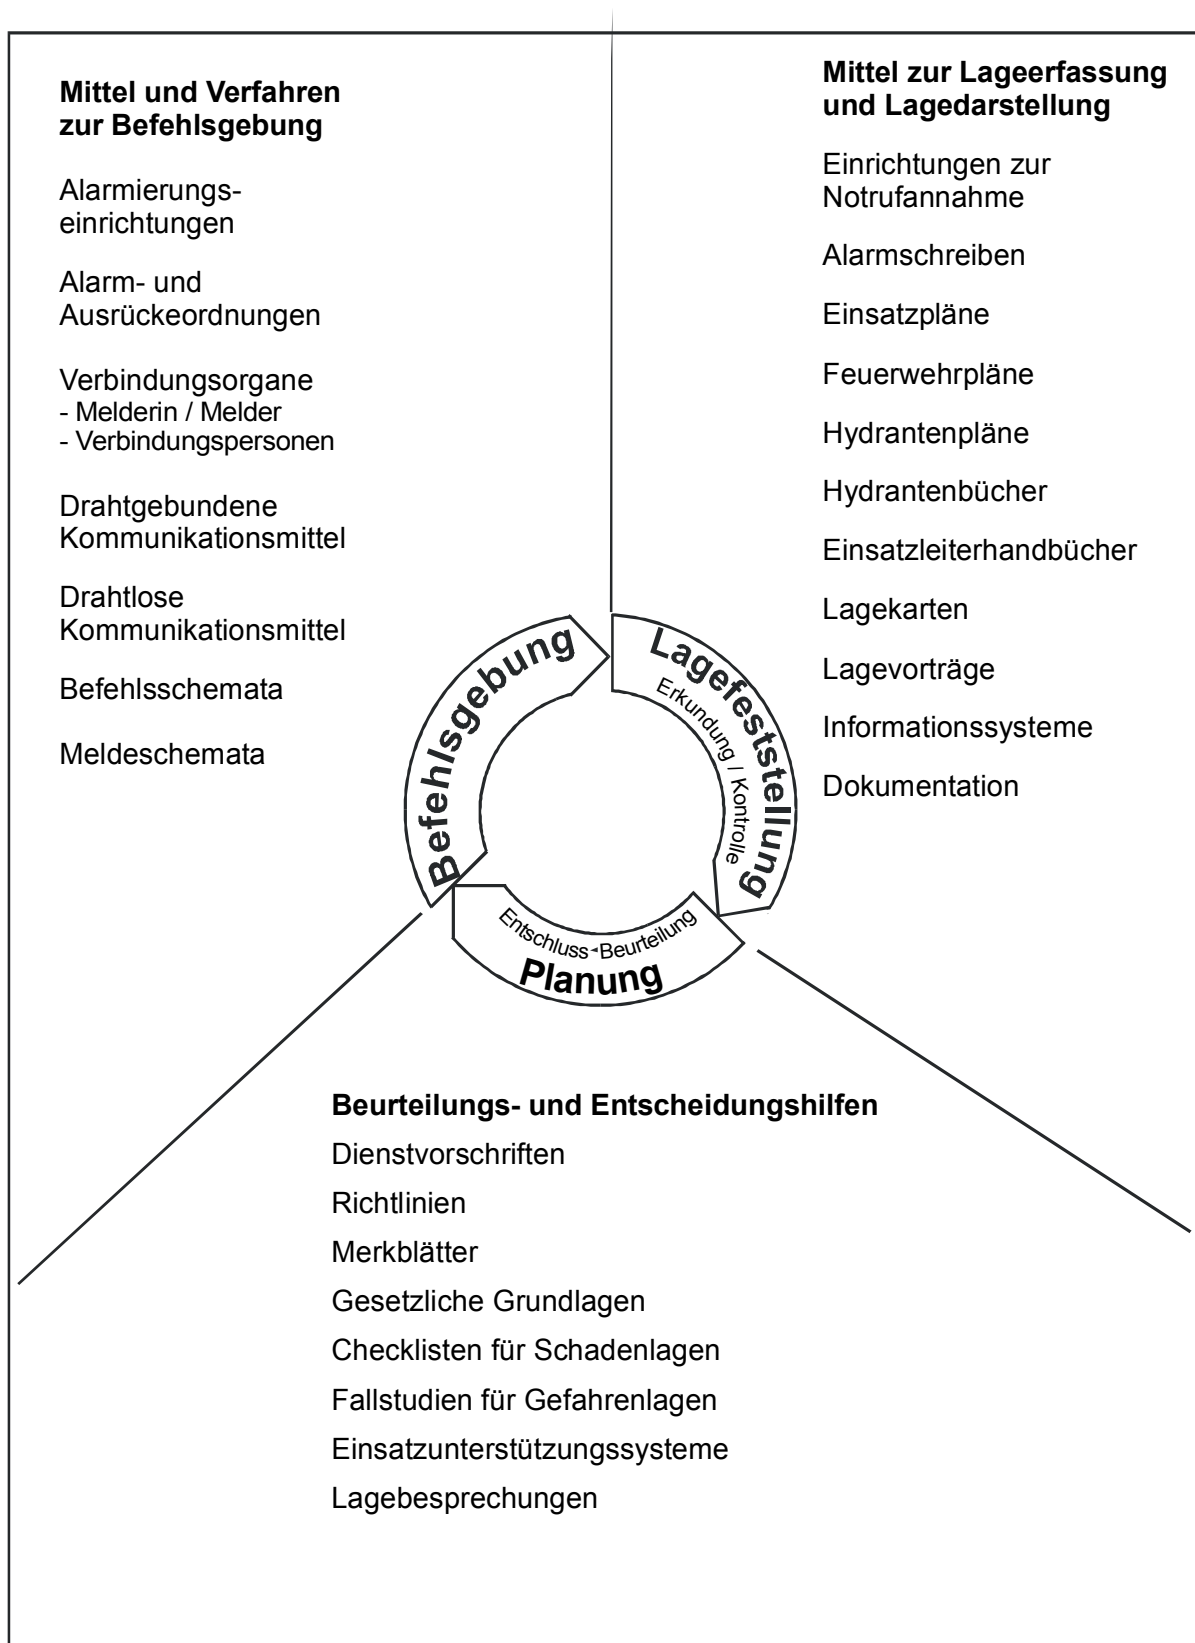 Mittel und Verfahren
zur Befehlsgebung
Alarmierungs-
einrichtungen
Alarm- und
Ausrückeordnungen
Verbindungsorgane
- Melderin / Melder
- Verbindungspersonen
Drahtgebundene
Kommunikationsmittel
Drahtlose
Kommunikationsmittel
Befehlsschemata
Meldeschemata
Mittel zur Lageerfassung
und Lagedarstellung
Einrichtungen zur
Notrufannahme
Alarmschreiben
Einsatzpläne
Feuerwehrpläne
Hydrantenpläne
Hydrantenbücher
Einsatzleiterhandbücher
Lagekarten
Lagevorträge
Informationssysteme
Dokumentation
Befehlsgebung
Lagefeststellung
Erkundung / Kontrolle
Entschluss-Beurteilung
Planung
Beurteilungs- und Entscheidungshilfen
Dienstvorschriften
Richtlinien
Merkblätter
Gesetzliche Grundlagen
Checklisten für Schadenlagen
Fallstudien für Gefahrenlagen
Einsatzunterstützungssysteme
Lagebesprechungen